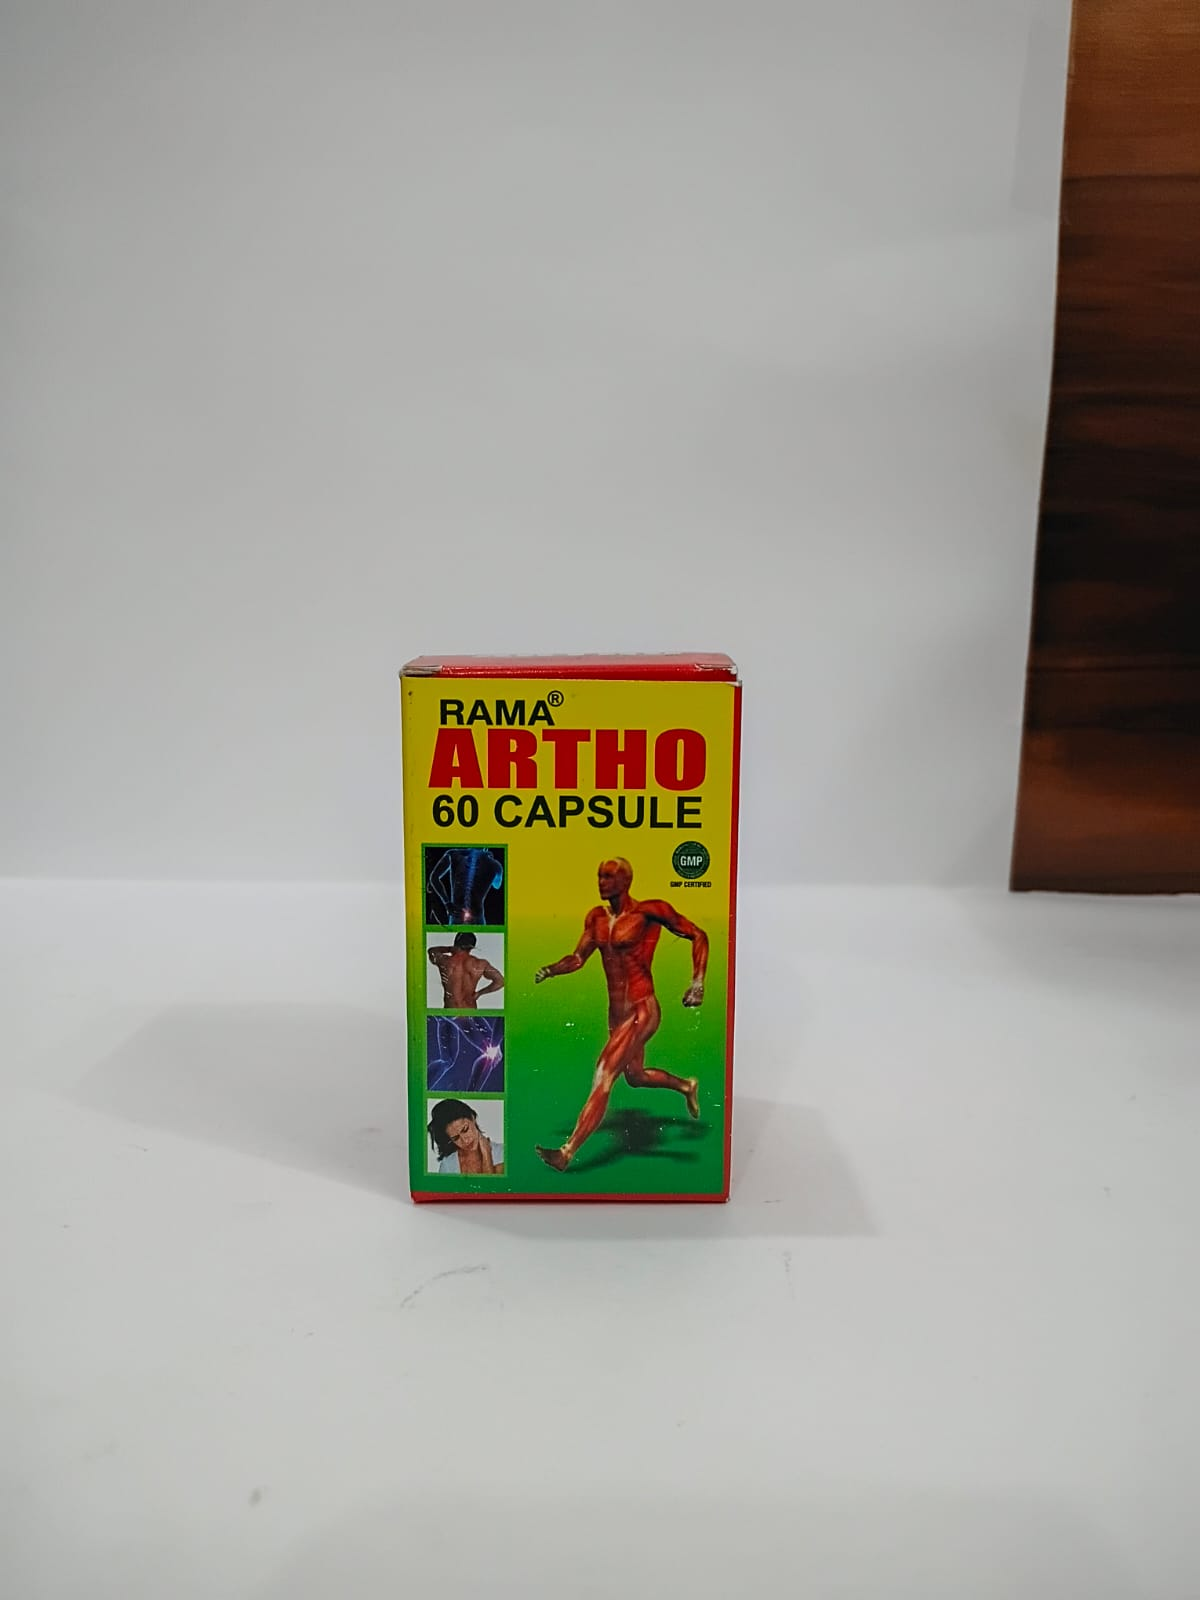 RAMA®
ARTHO
60 CAPSULE
GMP
GMP CERTIFIED